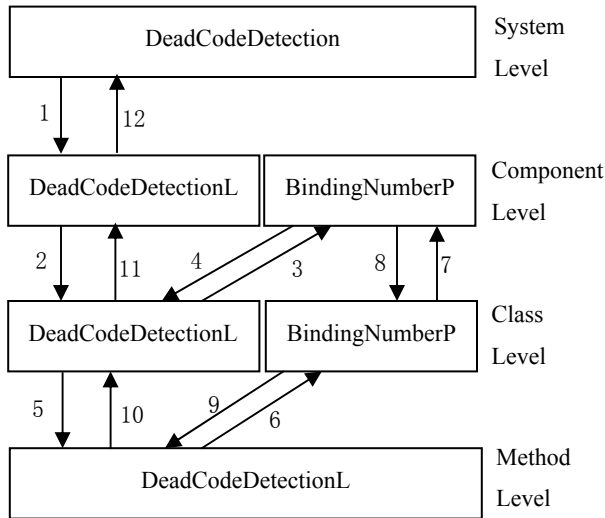 DeadCodeDetection
System
Level
1
12
DeadCodeDetectionL
BindingNumberP
Component
Level
2
11
4
3
8
7
DeadCodeDetectionL
BindingNumberP
Class
Level
5
10
9
6
DeadCodeDetectionL
Method
Level